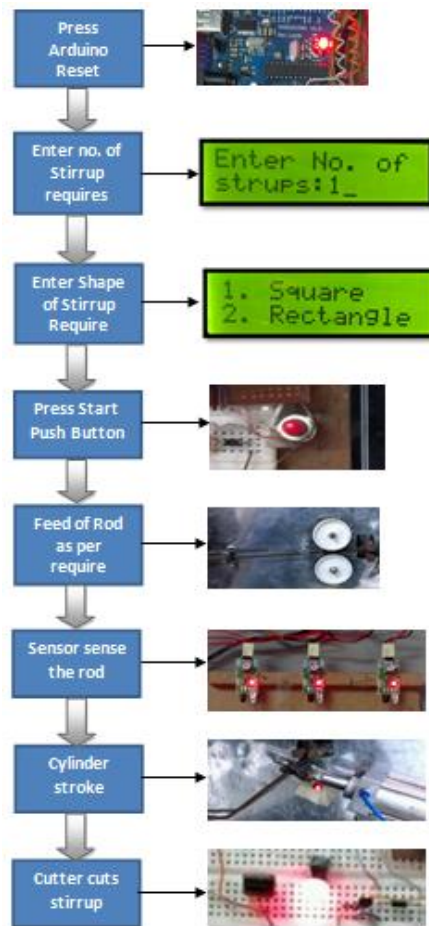 Press
Arduino
Reset
Enter no. of
Stirrup
requires
Enter No. of
strups:1_
Enter Shape
of Stirrup
Require
1. Square
2. Rectangle
Press Start
Push Button
Feed of Rod
as per
require
Sensor sense
the rod
Cylinder
stroke
Cutter cuts
stirrup